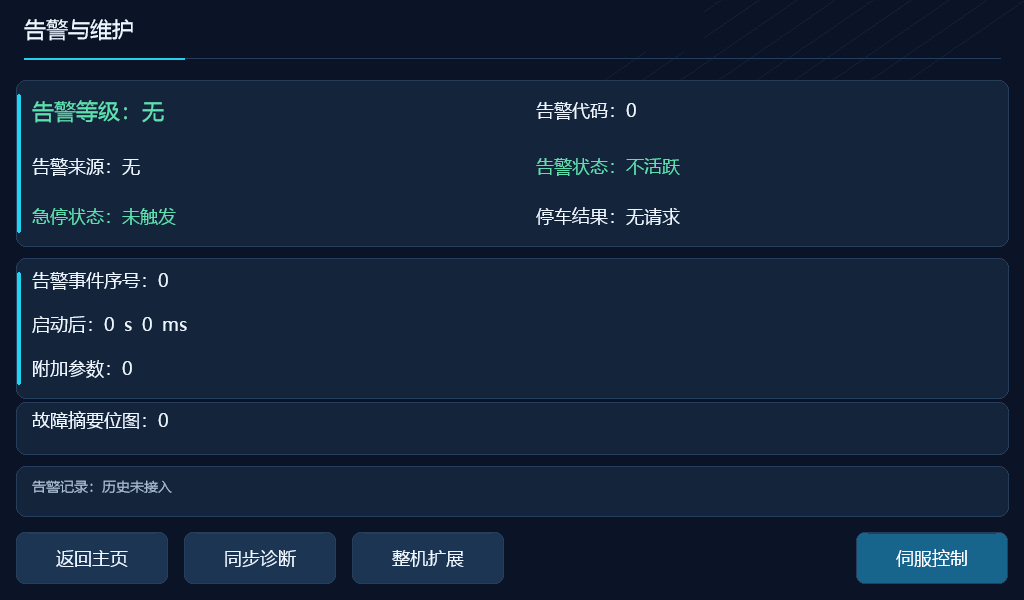 告警与维护
告警等级：无
告警代码：0
告警来源：无
告警状态：不活跃
急停状态：未触发
停车结果：无请求
告警事件序号：0
启动后：0 s 0 ms
附加参数：0
故障摘要位图：0
告警记录：历史未接入
返回主页
同步诊断
整机扩展
伺服控制